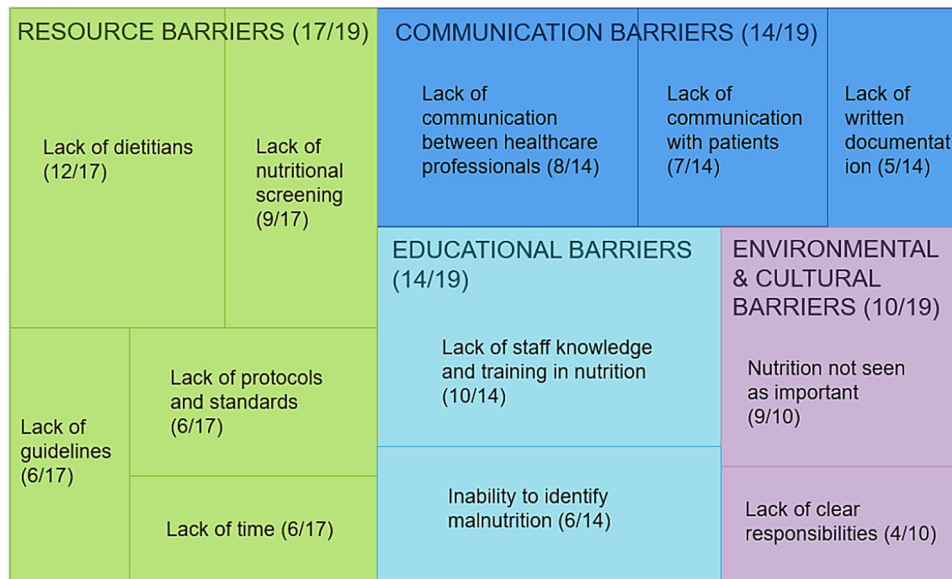 RESOURCE BARRIERS (17/19)
Lack of dietitians
(12/17)
Lack of
nutritional
screening
(9/17)
Lack of
guidelines
(6/17)
Lack of protocols
and standards
(6/17)
Lack of time (6/17)
COMMUNICATION BARRIERS (14/19)
Lack of
communication
between healthcare
professionals (8/14)
Lack of
communication
with patients
(7/14)
Lack of
written
documentat
ion (5/14)
EDUCATIONAL BARRIERS
(14/19)
Lack of staff knowledge
and training in nutrition
(10/14)
Inability to identify
malnutrition (6/14)
ENVIRONMENTAL
& CULTURAL
BARRIERS (10/19)
Nutrition not seen
as important
(9/10)
Lack of clear
responsibilities (4/10)